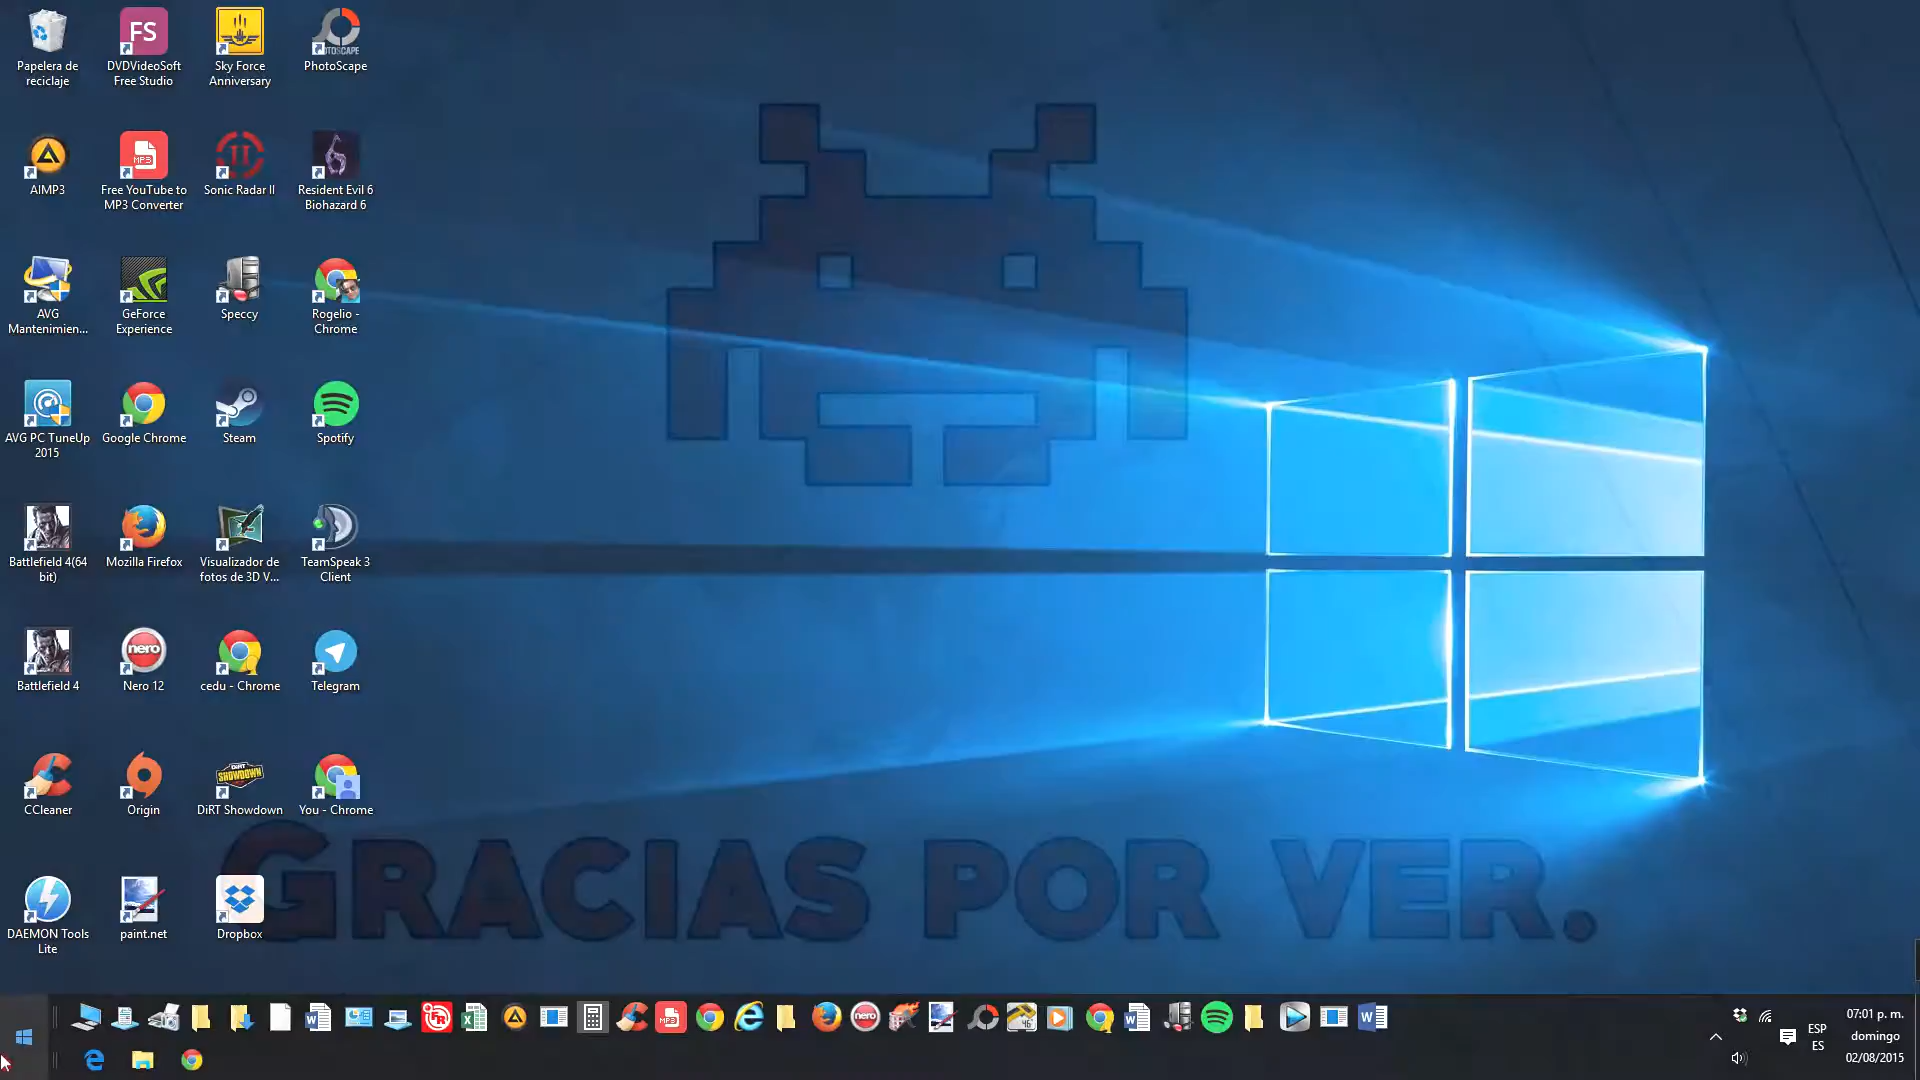 Papelera de
reciclaje
DVDVideoSoft
Free Studio
Sky Force
Anniversary
PhotoScape
AIMP3
Free YouTube to
MP3 Converter
Sonic Radar II
Resident Evil 6
Biohazard 6
AVG
Mantenimien...
GeForce
Experience
Speccy
Rogelio -
Chrome
AVG PC TuneUp
2015
Google Chrome
Steam
Spotify
Battlefield 4(64
bit)
Mozilla Firefox
Visualizador de
fotos de 3D V...
TeamSpeak 3
Client
Battlefield 4
Nero 12
cedu - Chrome
Telegram
CCleaner
Origin
DiRT Showdown
You - Chrome
DAEMON Tools
Lite
paint.net
Dropbox
GRACIAS POR VER.
ESP
ES
07:01 p. m.
domingo
02/08/2015